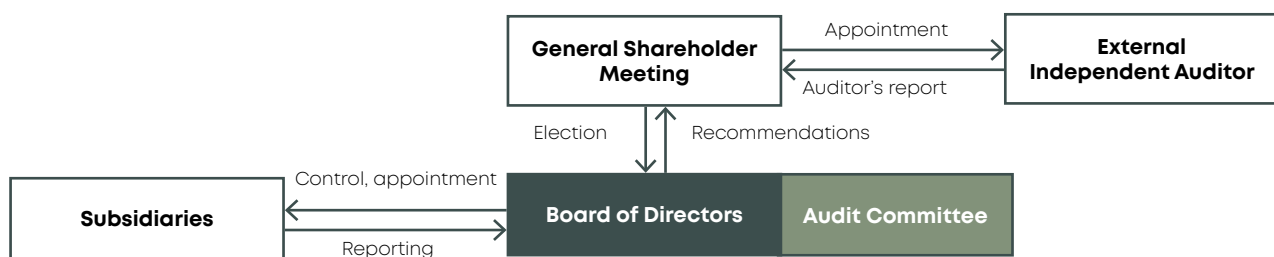 General Shareholder
Meeting
Appointment
Auditor's report
External
Independent Auditor
Election
Recommendations
Subsidiaries
Control, appointment
Reporting
Board of Directors
Audit Committee